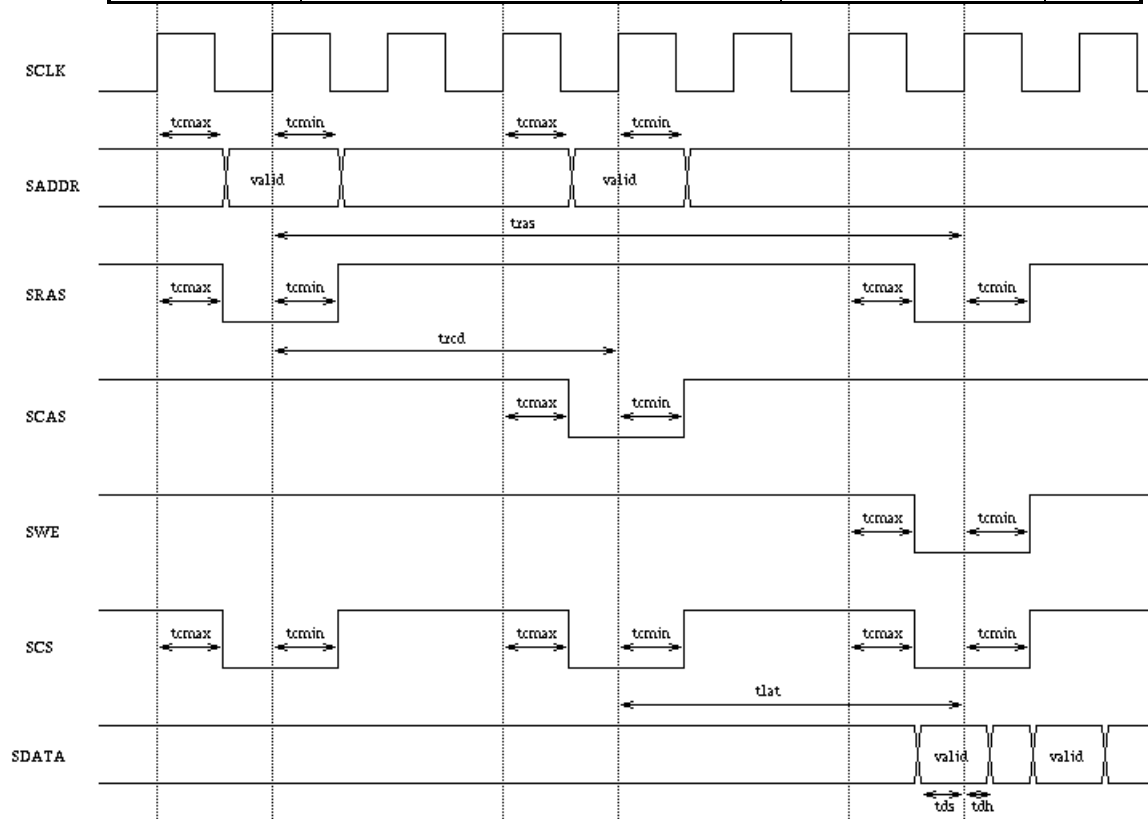 SCLK
tcmax tcmin tcmax tcmin
SADDR valid valid
tras
SRAS tcmax tcmin tcmax tcmin
trcd
SCAS tcmax tcmin
SWE tcmax tcmin
SCS tcmax tcmin tcmax tcmin tcmax tcmin
tlat
SDATA valid valid
tds tdh